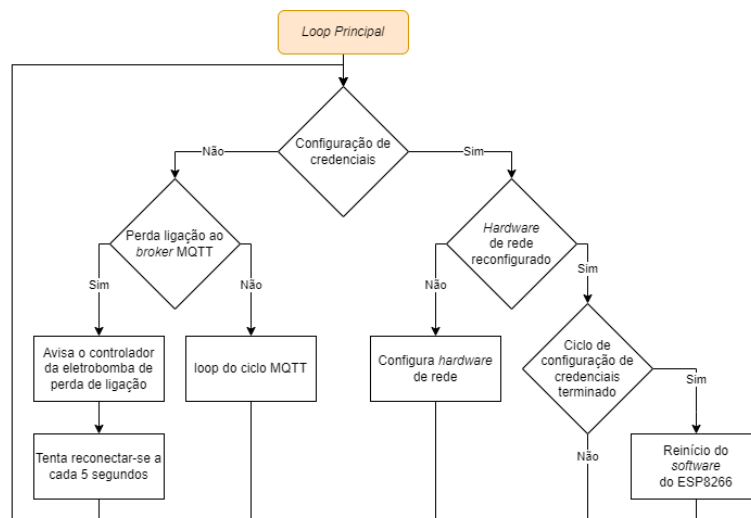 Loop Principal
Configuração de
credenciais
Não
Sim
Perda ligação ao
broker MQTT
Hardware
de rede
reconfigurado
Sim
Não
Não
Sim
Avisa o controlador
da eletrobomba de
perda de ligação
loop do ciclo MQTT
Configura hardware
de rede
Ciclo de
configuração de
credenciais
terminado
Sim
Tenta reconectar-se a
cada 5 segundos
Não
Reinício do
software
do ESP8266